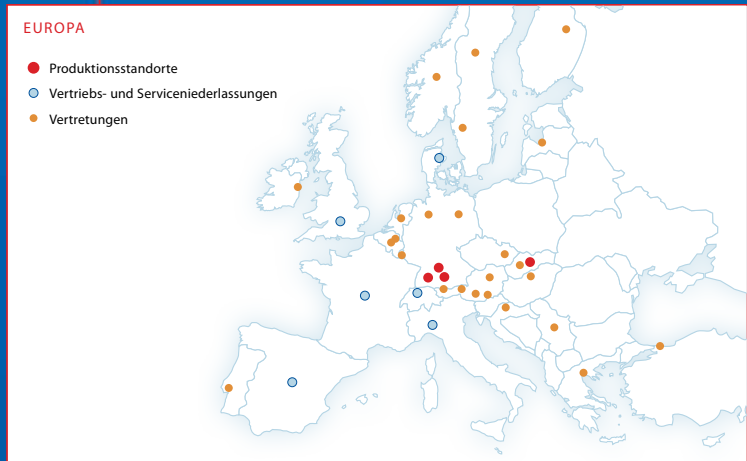 EUROPA
Produktionsstandorte
Vertriebs- und Serviceniederlassungen
Vertretungen